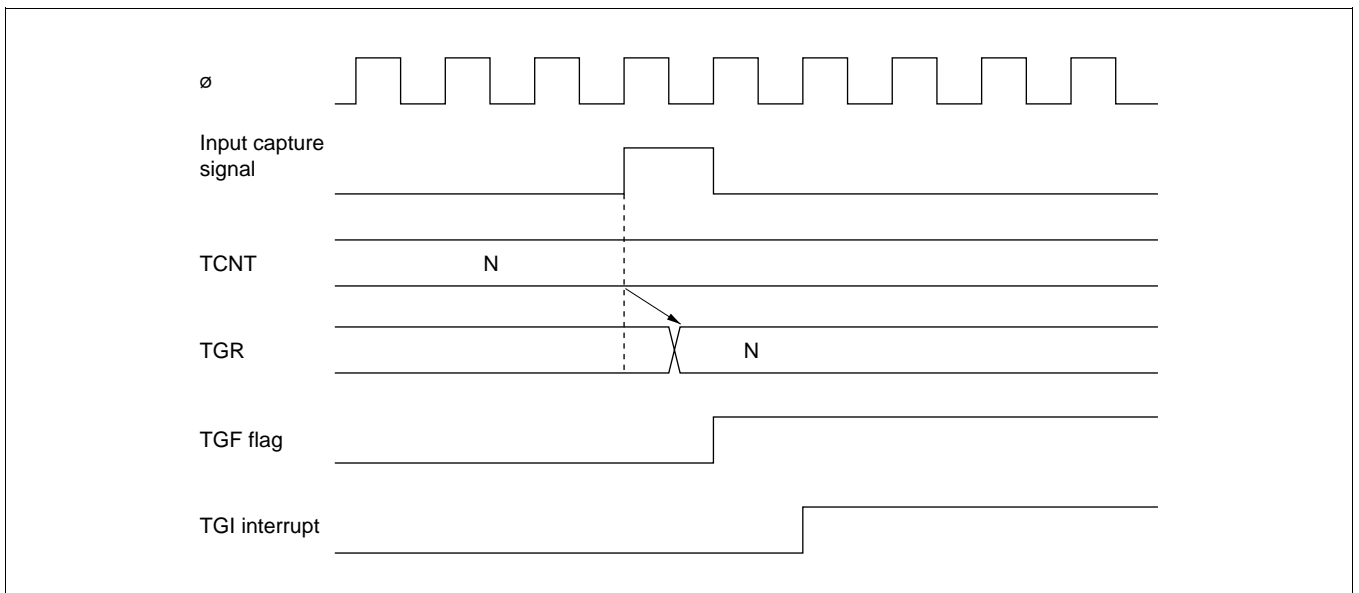 ø
Input capture
signal
TCNT
N
TGR
N
TGF flag
TGI interrupt